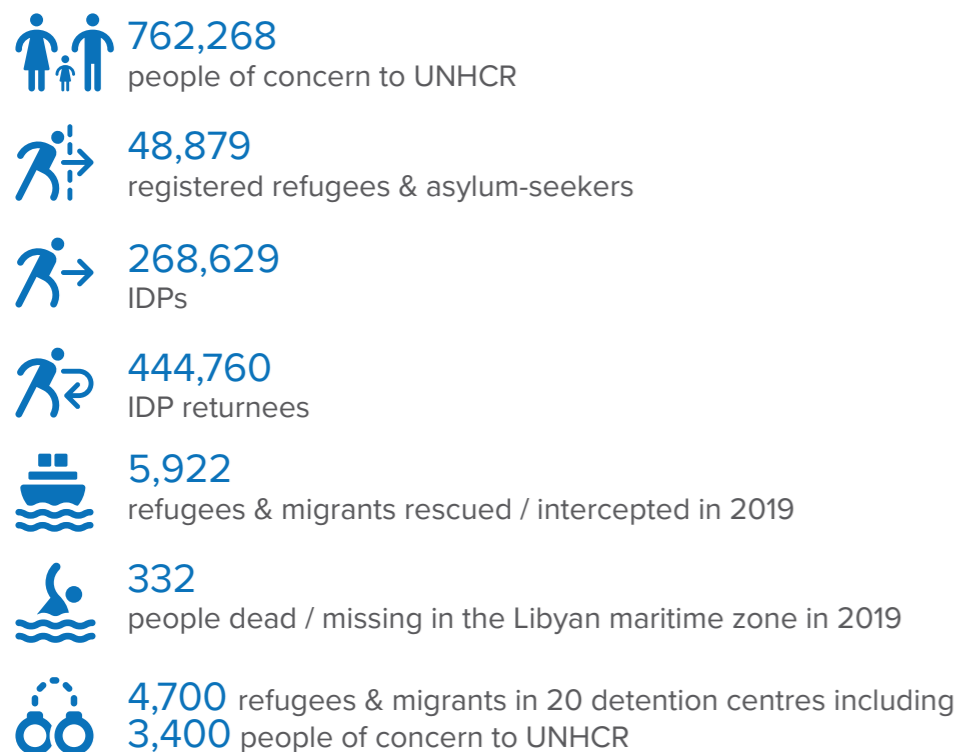 762,268
people of concern to UNHCR
48,879
registered refugees & asylum-seekers
268,629
IDPs
444,760
IDP returnees
5,922
refugees & migrants rescued / intercepted in 2019
332
people dead / missing in the Libyan maritime zone in 2019
4,700 refugees & migrants in 20 detention centres including
3,400 people of concern to UNHCR